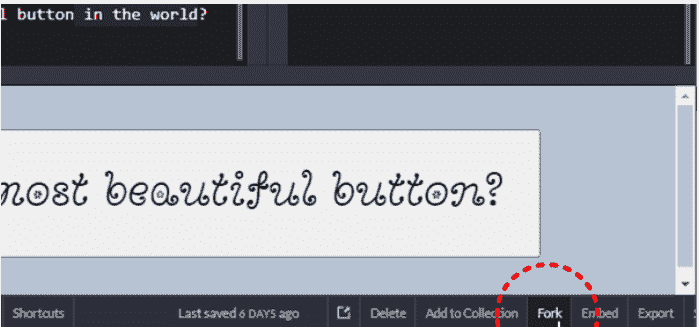 l button in the world?
most beautiful button?
Shortcuts Last saved 6 DAYS ago Delete Add to Collection Fork Embed Export